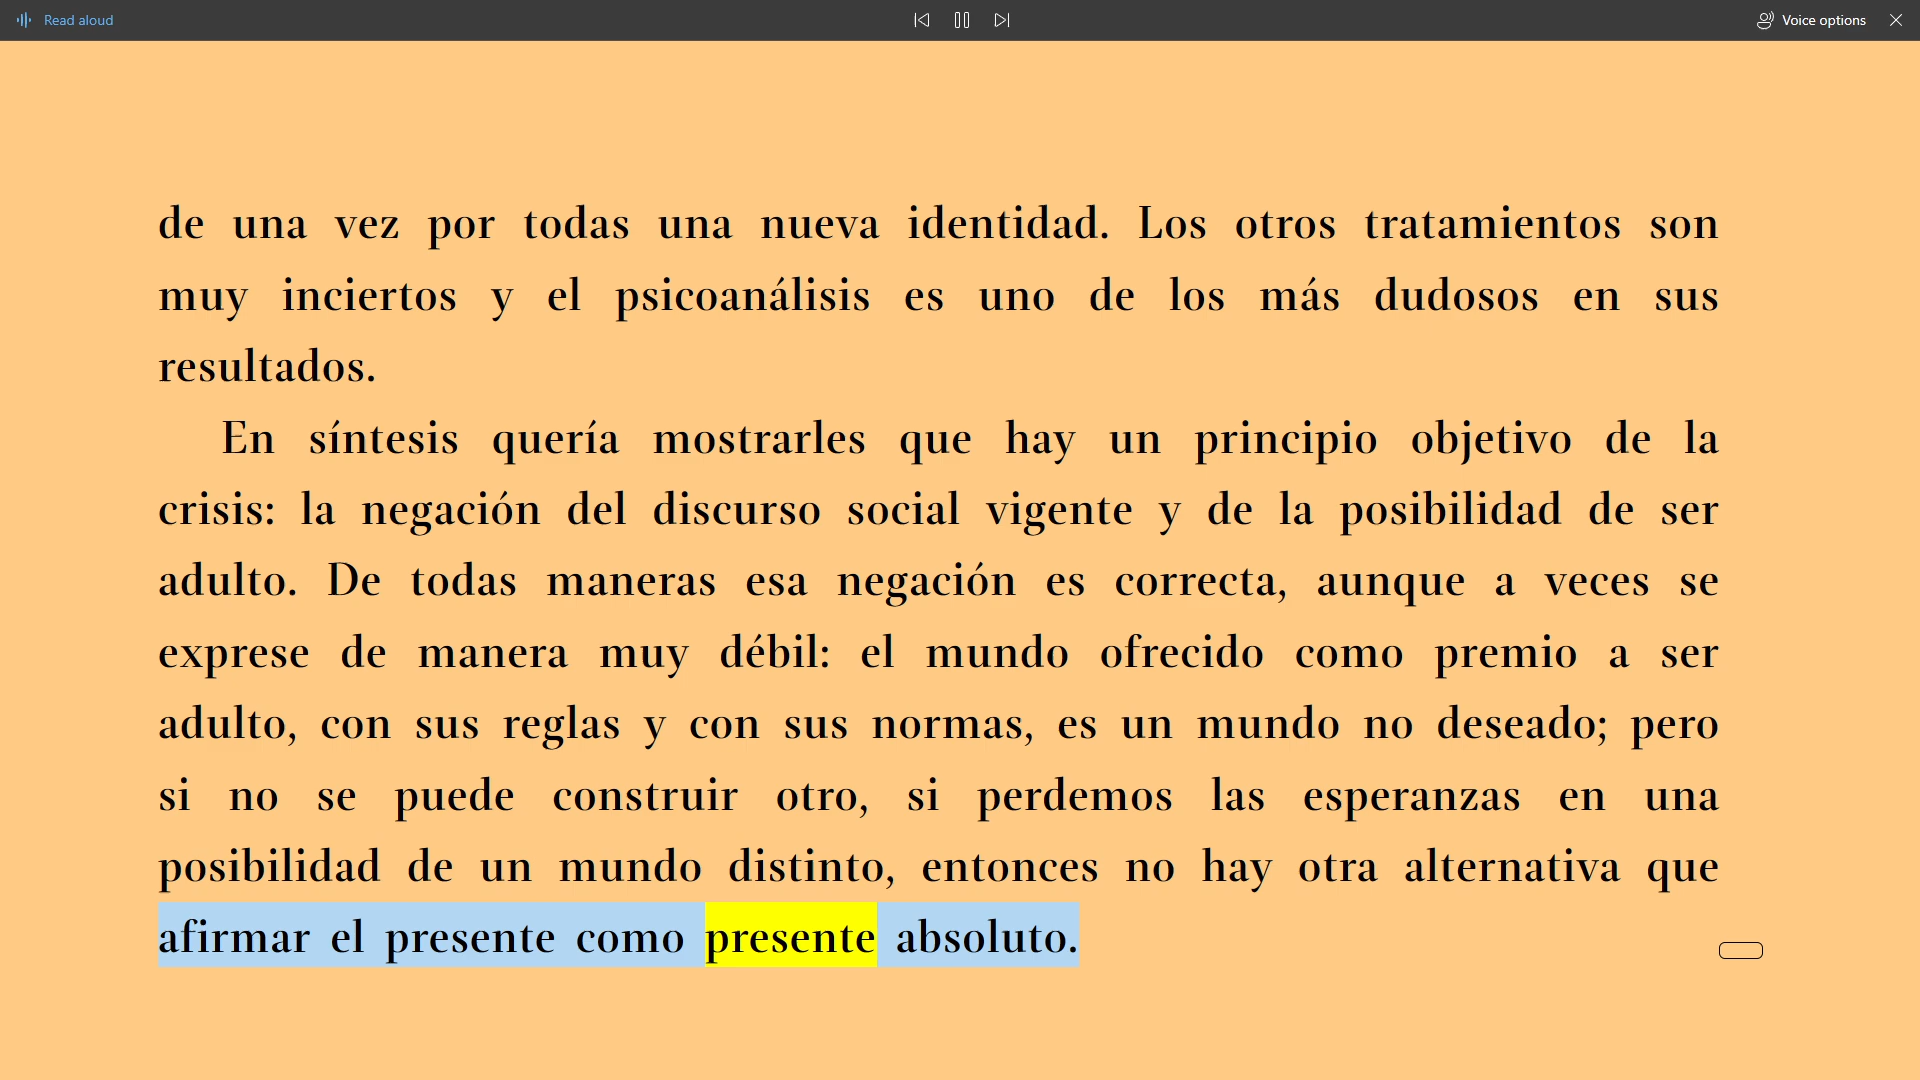 Read aloud
Voice options
de una vez por todas una nueva identidad. Los otros tratamientos son
muy inciertos y el psicoanálisis es uno de los más dudosos en sus
resultados.
En síntesis quería mostrarles que hay un principio objetivo de la
crisis: la negación del discurso social vigente y de la posibilidad de ser
adulto. De todas maneras esa negación es correcta, aunque a veces se
exprese de manera muy débil: el mundo ofrecido como premio a ser
adulto, con sus reglas y con sus normas, es un mundo no deseado; pero
si no se puede construir otro, si perdemos las esperanzas en una
posibilidad de un mundo distinto, entonces no hay otra alternativa que
afirmar el presente como presente absoluto.